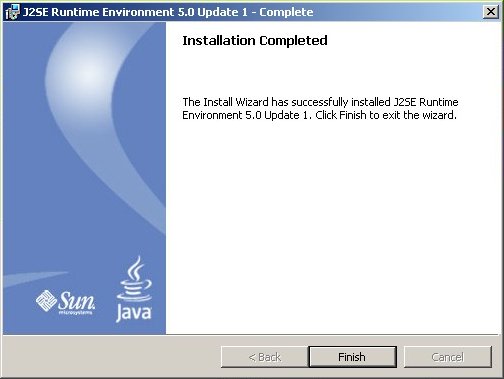 J2SE Runtime Environment 5.0 Update 1 - Complete
Installation Completed
The Install Wizard has successfully installed J2SE Runtime
Environment 5.0 Update 1. Click Finish to exit the wizard.
Sun
microsystems
Java
< Back
Finish
Cancel